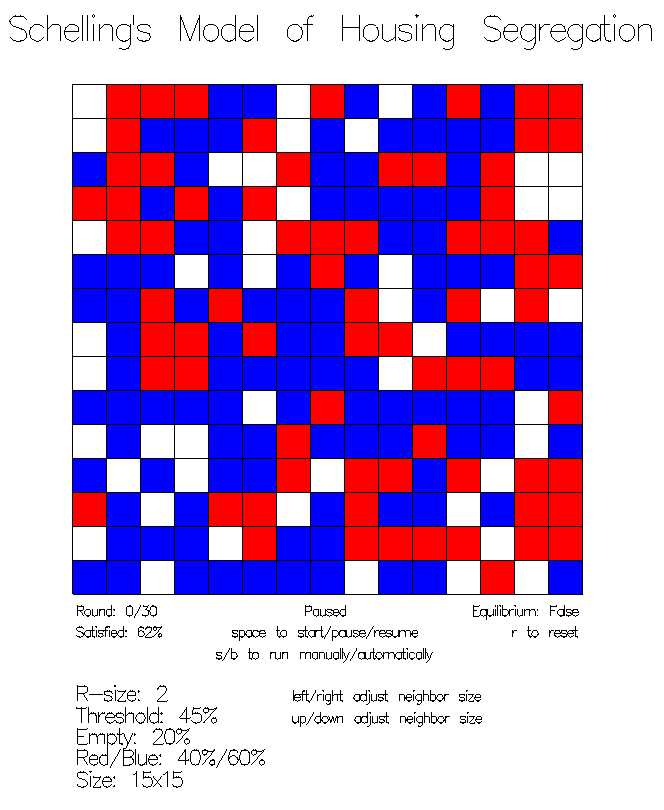 Schelling's Model of Housing Segregation
Round: 0/30 Paused Equilibrium: False
Satisfied: 62% space to start/pause/resume r to reset
s/b to run manually/automatically
R-size: 2 left/right adjust neighbor size
Threshold: 45% up/down adjust neighbor size
Empty: 20%
Red/Blue: 40%/60%
Size: 15x15